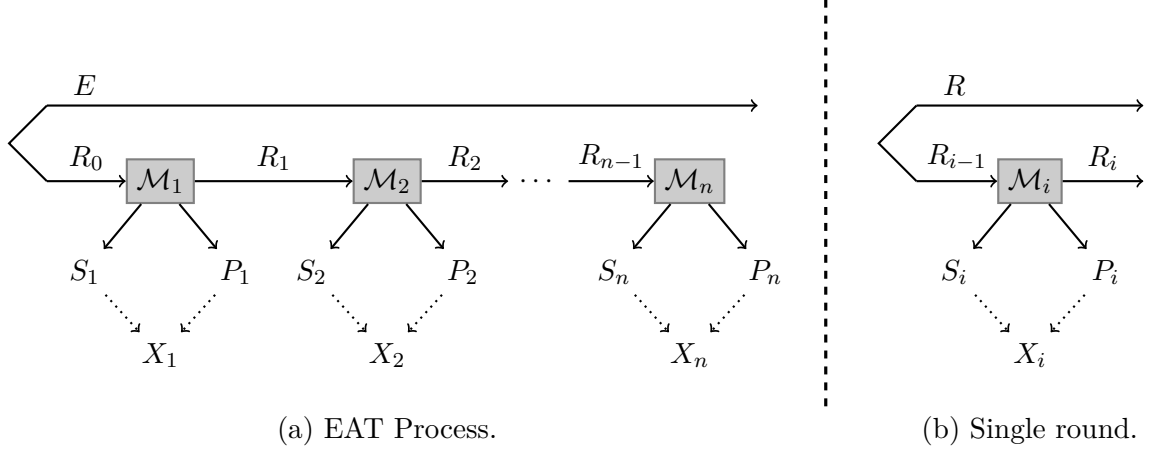 E R
R₀ ℳ₁ R₁ ℳ₂ R₂ ⋯ Rₙ₋₁ ℳₙ Rᵢ₋₁ ℳᵢ Rᵢ
S₁ P₁ S₂ P₂ Sₙ Pₙ Sᵢ Pᵢ
X₁ X₂ Xₙ Xᵢ
(a) EAT Process. (b) Single round.